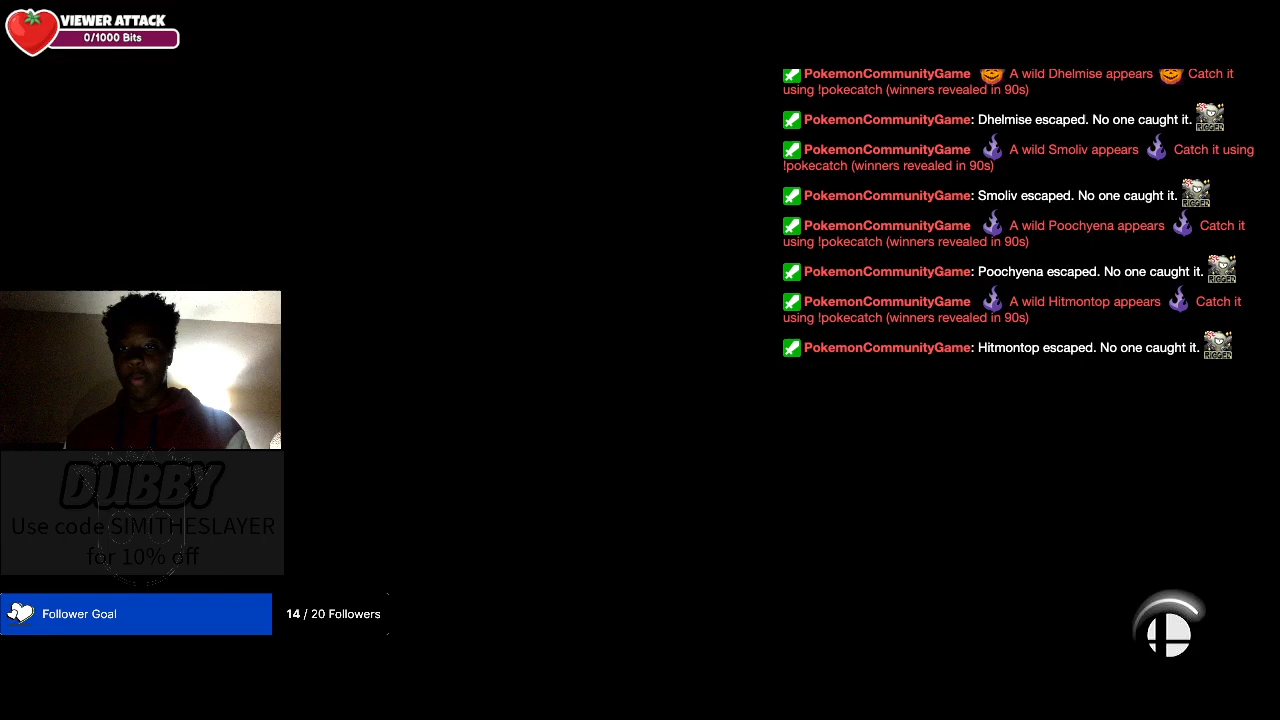 VIEWER ATTACK
0/1000 Bits
PokemonCommunityGame A wild Dhelmise appears Catch it
using !pokecatch (winners revealed in 90s)
PokemonCommunityGame: Dhelmise escaped. No one caught it. RIGGED
PokemonCommunityGame A wild Smoliv appears Catch it using
!pokecatch (winners revealed in 90s)
PokemonCommunityGame: Smoliv escaped. No one caught it. RIGGED
PokemonCommunityGame A wild Poochyena appears Catch it
using !pokecatch (winners revealed in 90s)
PokemonCommunityGame: Poochyena escaped. No one caught it. RIGGED
PokemonCommunityGame A wild Hitmontop appears Catch it
using !pokecatch (winners revealed in 90s)
PokemonCommunityGame: Hitmontop escaped. No one caught it. RIGGED
DUBBY
Use code SIMITHESLAYER
for 10% off
Follower Goal 14 / 20 Followers